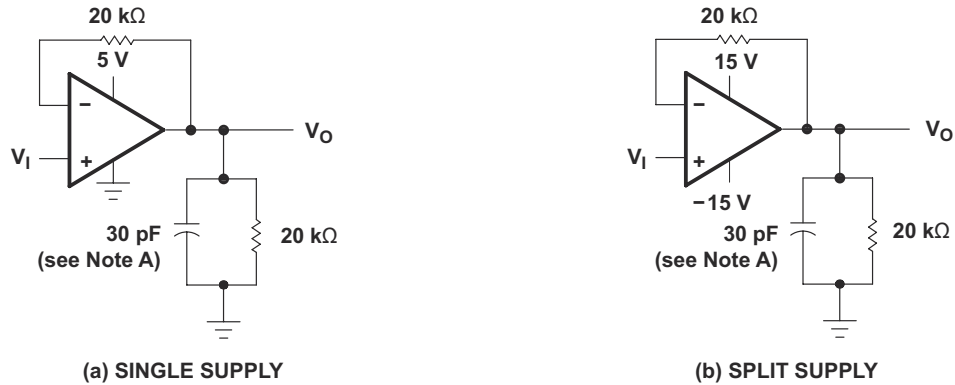 20 kΩ
5 V
−
+
V_I
V_O
30 pF
(see Note A)
20 kΩ
(a) SINGLE SUPPLY
20 kΩ
15 V
−
+
V_I
V_O
−15 V
30 pF
(see Note A)
20 kΩ
(b) SPLIT SUPPLY